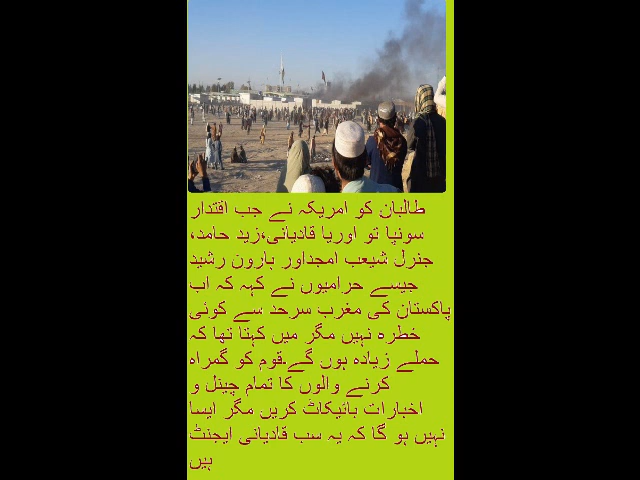 طالبان کو امریکہ نے جب اقتدار
سونپا تو اوریا قادیانی،زید حامد،
جنرل شیعب امجداور ہارون رشید
جیسے حرامیوں نے کہہ کہ اب
پاکستان کی مغرب سرحد سے کوئی
خطرہ نہیں مگر میں کہتا تھا کہ
حملے زیادہ ہوں گے۔قوم کو گمراہ
کرنے والوں کا تمام چینل و
اخبارات بائیکاٹ کریں مگر ایسا
نہیں ہو گا کہ یہ سب قادیانی ایجنٹ
ہیں